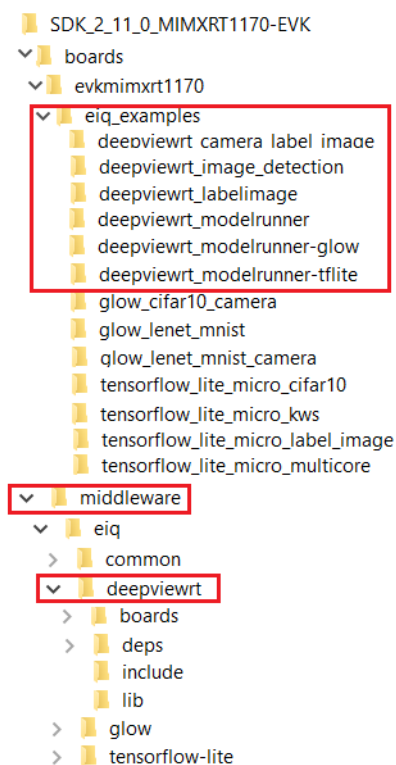 SDK_2_11_0_MIMXRT1170-EVK
boards
evkmimxrt1170
eiq_examples
deepviewrt_camera_label_image
deepviewrt_image_detection
deepviewrt_labelimage
deepviewrt_modelrunner
deepviewrt_modelrunner-glow
deepviewrt_modelrunner-tflite
glow_cifar10_camera
glow_lenet_mnist
glow_lenet_mnist_camera
tensorflow_lite_micro_cifar10
tensorflow_lite_micro_kws
tensorflow_lite_micro_label_image
tensorflow_lite_micro_multicore
middleware
eiq
common
deepviewrt
boards
deps
include
lib
glow
tensorflow-lite